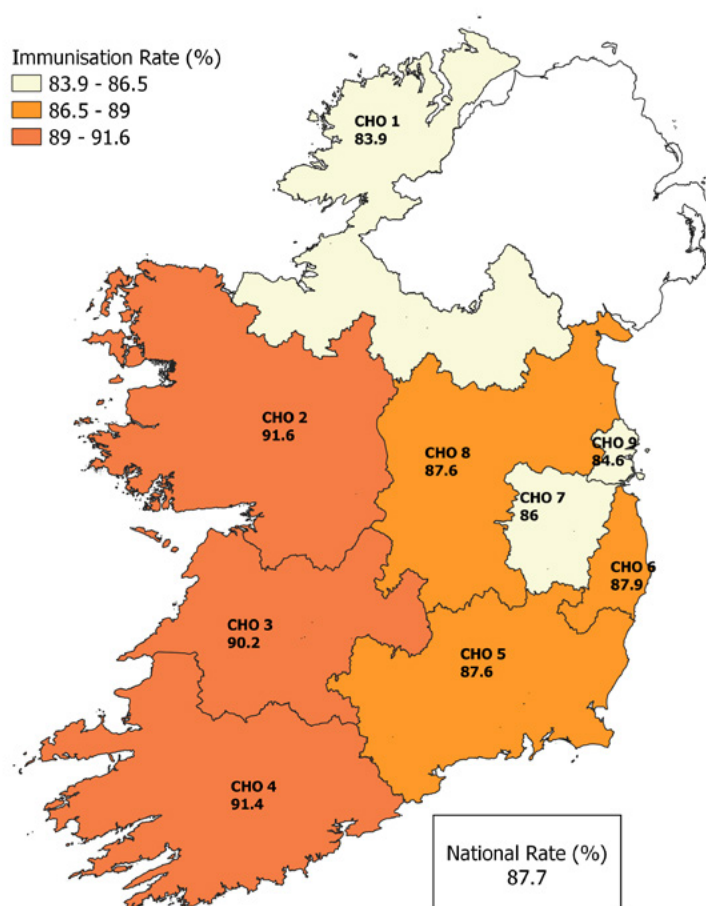 Immunisation Rate (%)
83.9 - 86.5
86.5 - 89
89 - 91.6
CHO 1
83.9
CHO 2
91.6
CHO 8
87.6
CHO 9
84.6
CHO 7
86
CHO 6
87.9
CHO 3
90.2
CHO 5
87.6
CHO 4
91.4
National Rate (%)
87.7